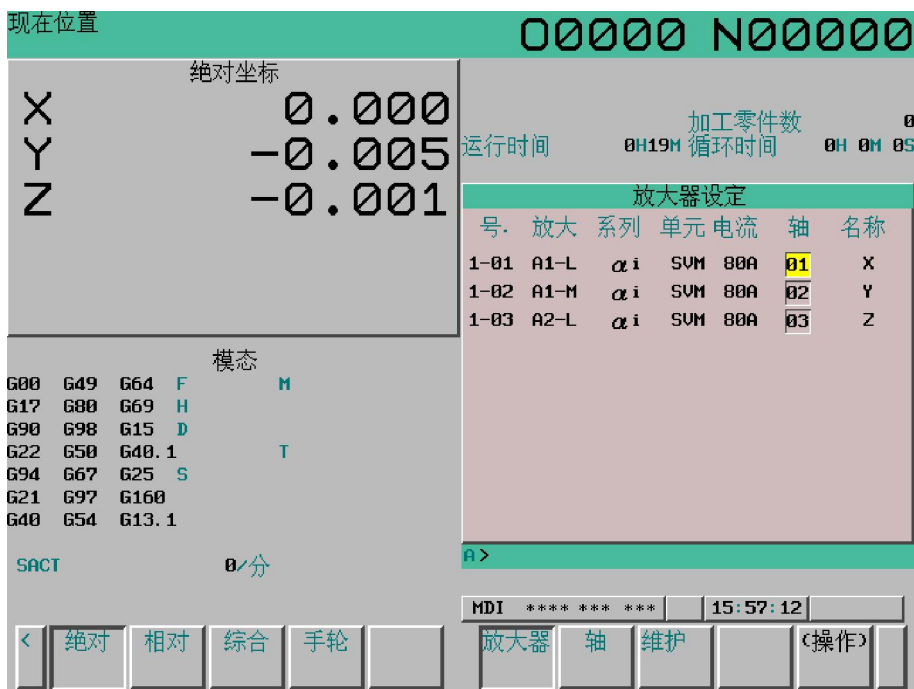 现在位置 O0000 N00000
绝对坐标
X 0.000
Y -0.005
Z -0.001
加工零件数 0
运行时间 0H19M 循环时间 0H 0M 0S
放大器设定
号. 放大 系列 单元 电流 轴 名称
1-01 A1-L αi SVM 80A 01 X
1-02 A1-M αi SVM 80A 02 Y
1-03 A2-L αi SVM 80A 03 Z
模态
G00 G49 G64 F M
G17 G80 G69 H
G90 G98 G15 D
G22 G50 G40.1 T
G94 G67 G25 S
G21 G97 G160
G40 G54 G13.1
SACT 0/分
A>
MDI **** *** *** 15:57:12
< 绝对 相对 综合 手轮 放大器 轴 维护 (操作)